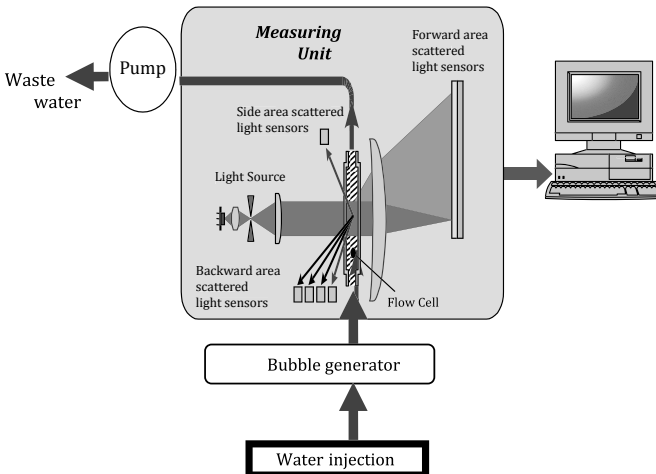 Measuring
Unit
Forward area
scattered
light sensors
Pump
Waste
water
Side area scattered
light sensors
Light Source
Backward area
scattered
light sensors
Flow Cell
Bubble generator
Water injection